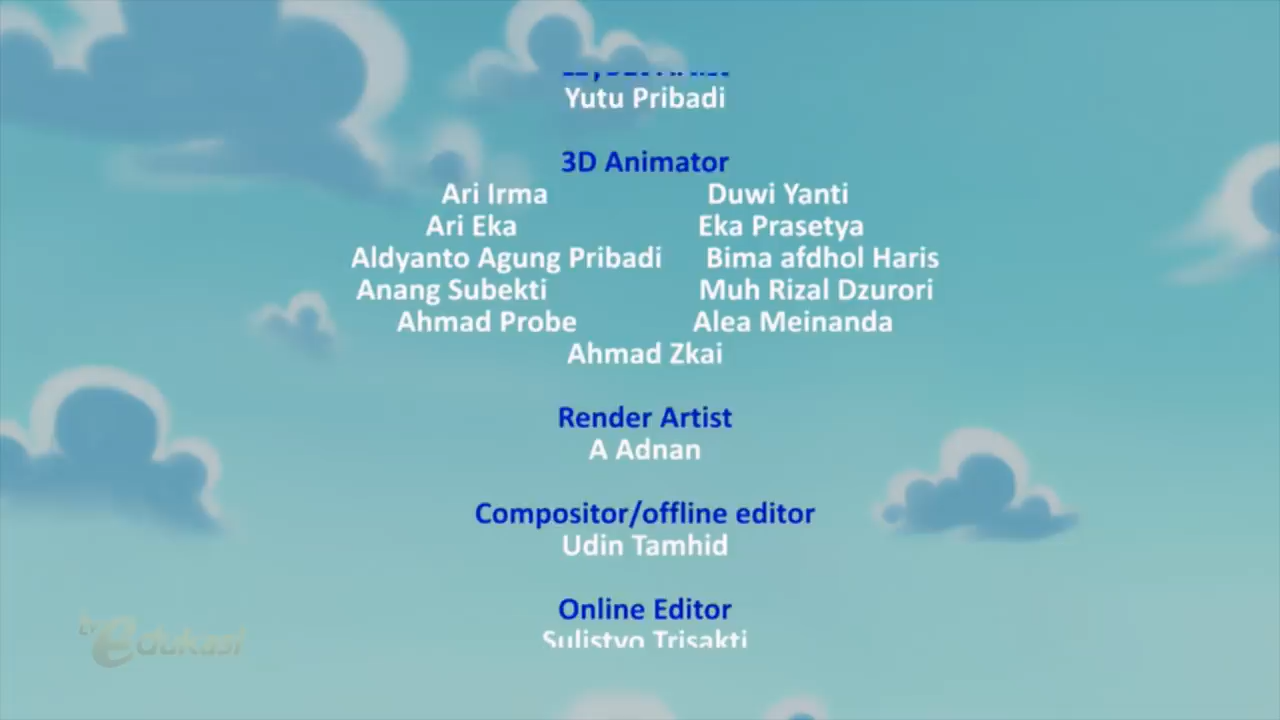 Yutu Pribadi
3D Animator
Ari Irma Duwi Yanti
Ari Eka Eka Prasetya
Aldyanto Agung Pribadi Bima afdhol Haris
Anang Subekti Muh Rizal Dzurori
Ahmad Probe Alea Meinanda
Ahmad Zkai
Render Artist
A Adnan
Compositor/offline editor
Udin Tamhid
Online Editor
Sulistyo Trisakti
tv edukasi